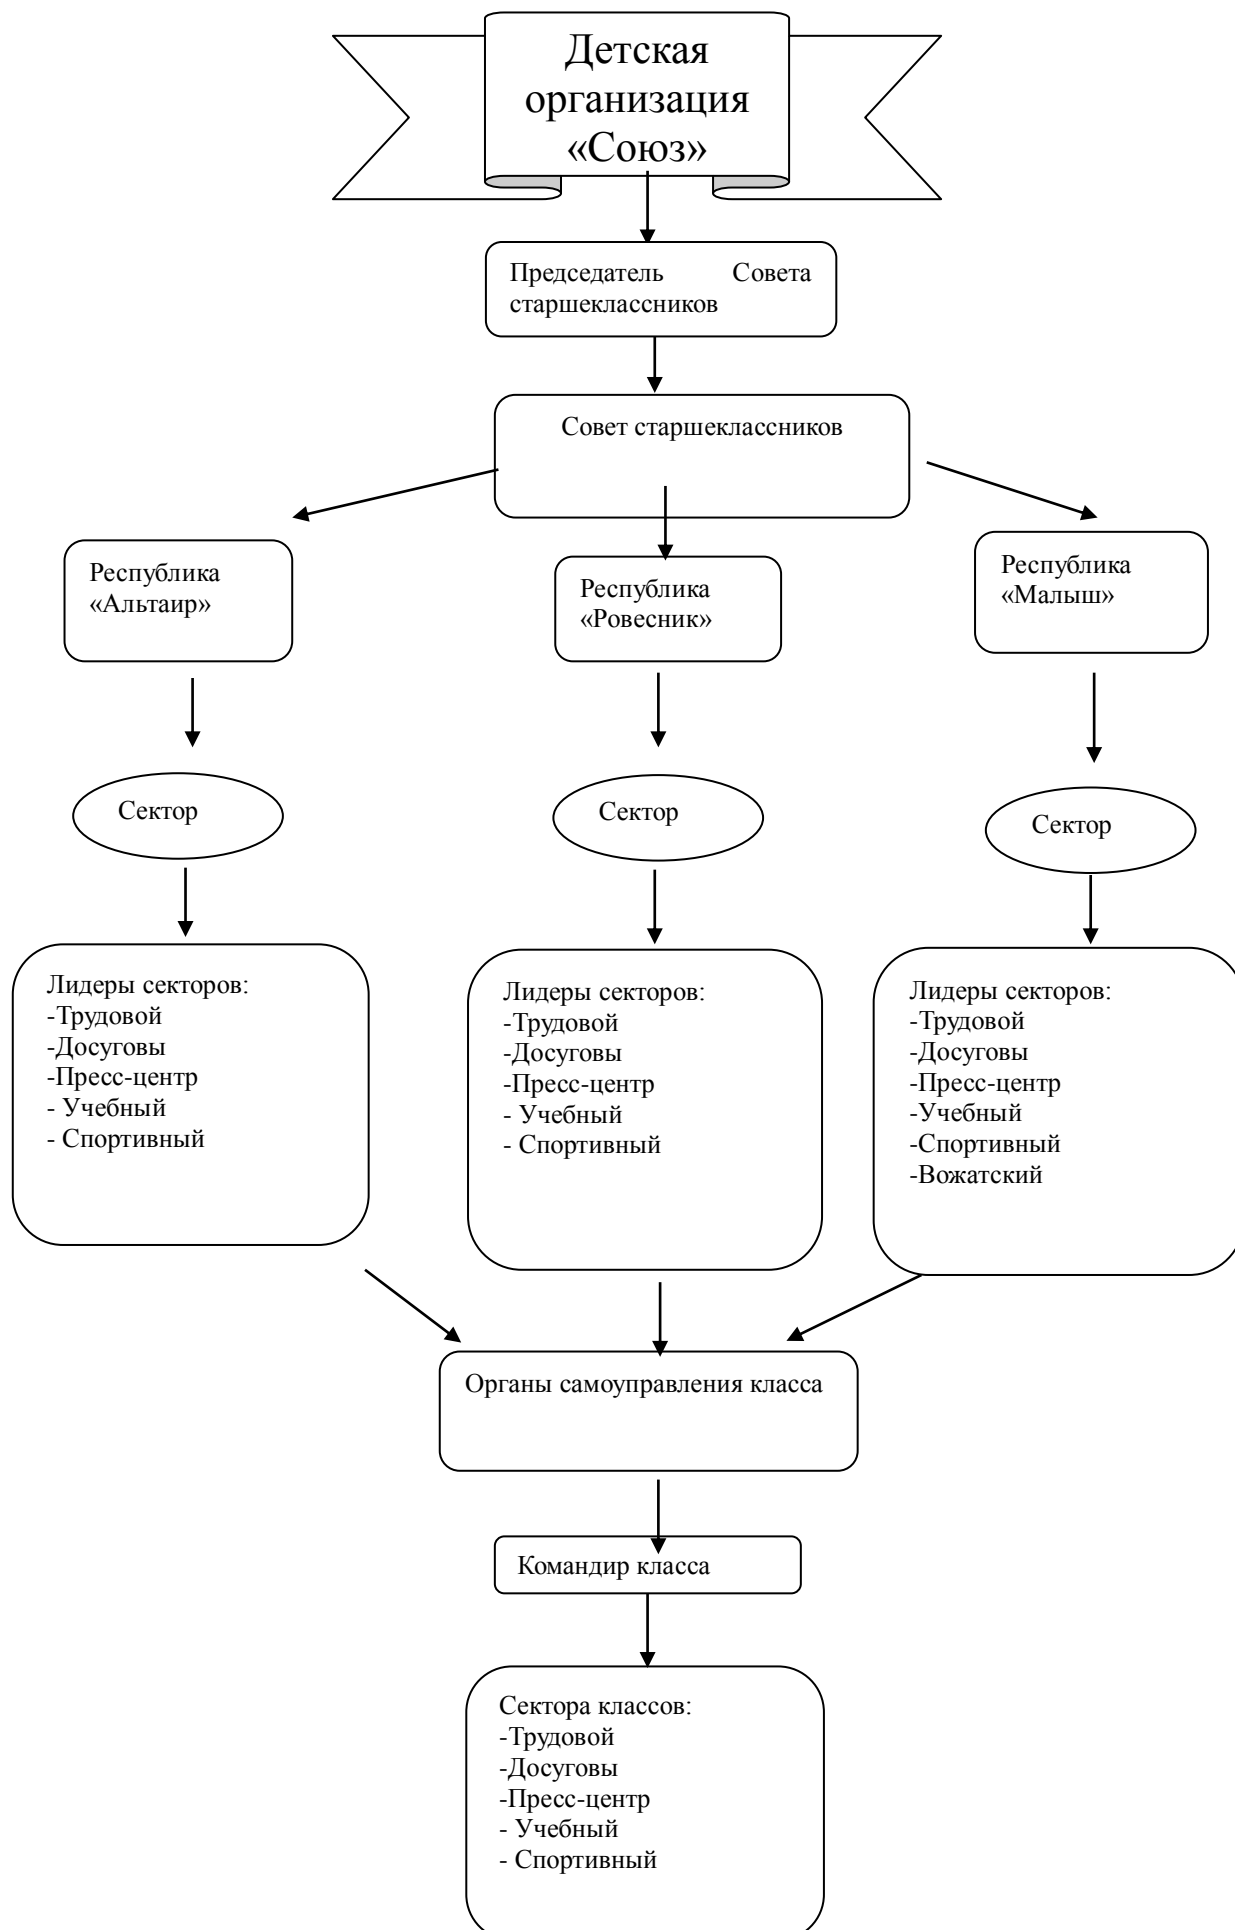 Детская
организация
«Союз»
Председатель Совета
старшеклассников
Совет старшеклассников
Республика
«Альтаир»
Республика
«Ровесник»
Республика
«Малыш»
Сектор
Сектор
Сектор
Лидеры секторов:
-Трудовой
-Досуговы
-Пресс-центр
- Учебный
- Спортивный
Лидеры секторов:
-Трудовой
-Досуговы
-Пресс-центр
- Учебный
- Спортивный
Лидеры секторов:
-Трудовой
-Досуговы
-Пресс-центр
-Учебный
-Спортивный
-Вожатский
Органы самоуправления класса
Командир класса
Сектора классов:
-Трудовой
-Досуговы
-Пресс-центр
- Учебный
- Спортивный